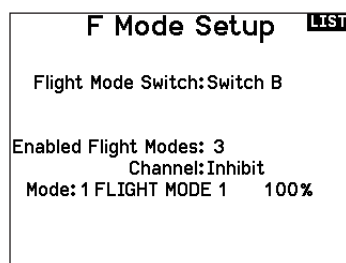 F Mode Setup LIST
Flight Mode Switch: Switch B
Enabled Flight Modes: 3
Channel: Inhibit
Mode: 1 FLIGHT MODE 1 100%